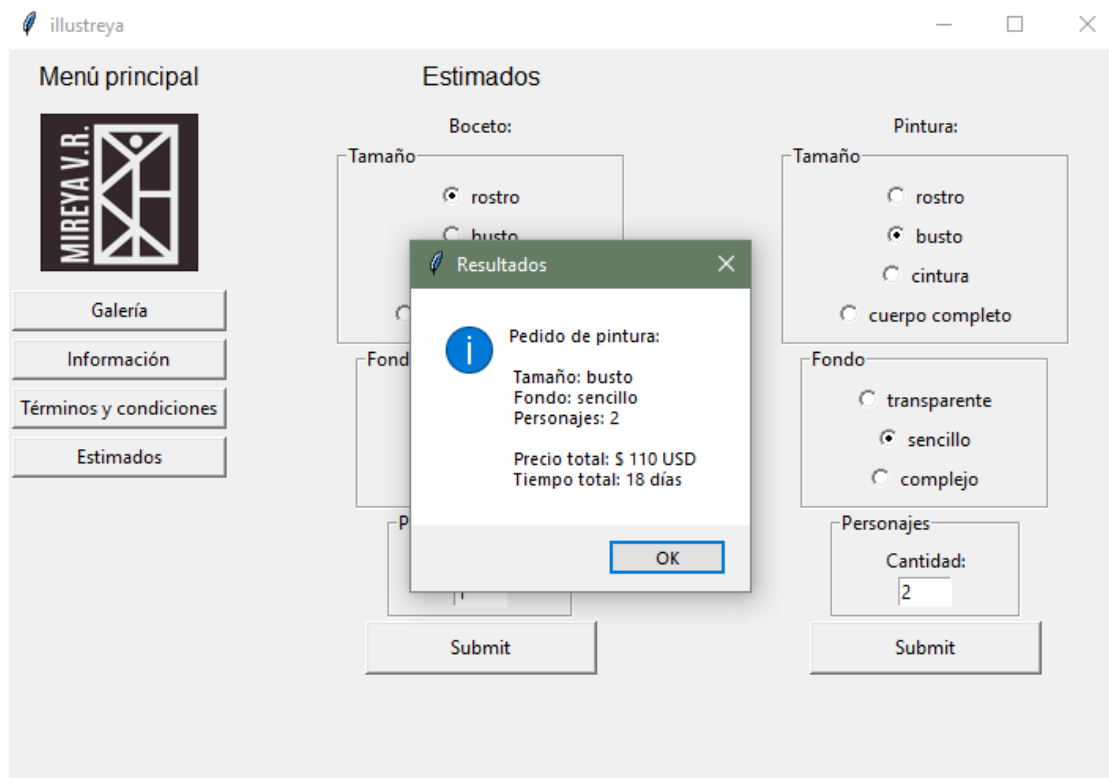 illustreya
Menú principal
MIREYA V.R.
Galería
Información
Términos y condiciones
Estimados
Estimados
Boceto:
Tamaño
rostro
busto
Fond
P
1
Submit
Pintura:
Tamaño
rostro
busto
cintura
cuerpo completo
Fondo
transparente
sencillo
complejo
Personajes
Cantidad:
2
Submit
Resultados
Pedido de pintura:
Tamaño: busto
Fondo: sencillo
Personajes: 2
Precio total: $ 110 USD
Tiempo total: 18 días
OK